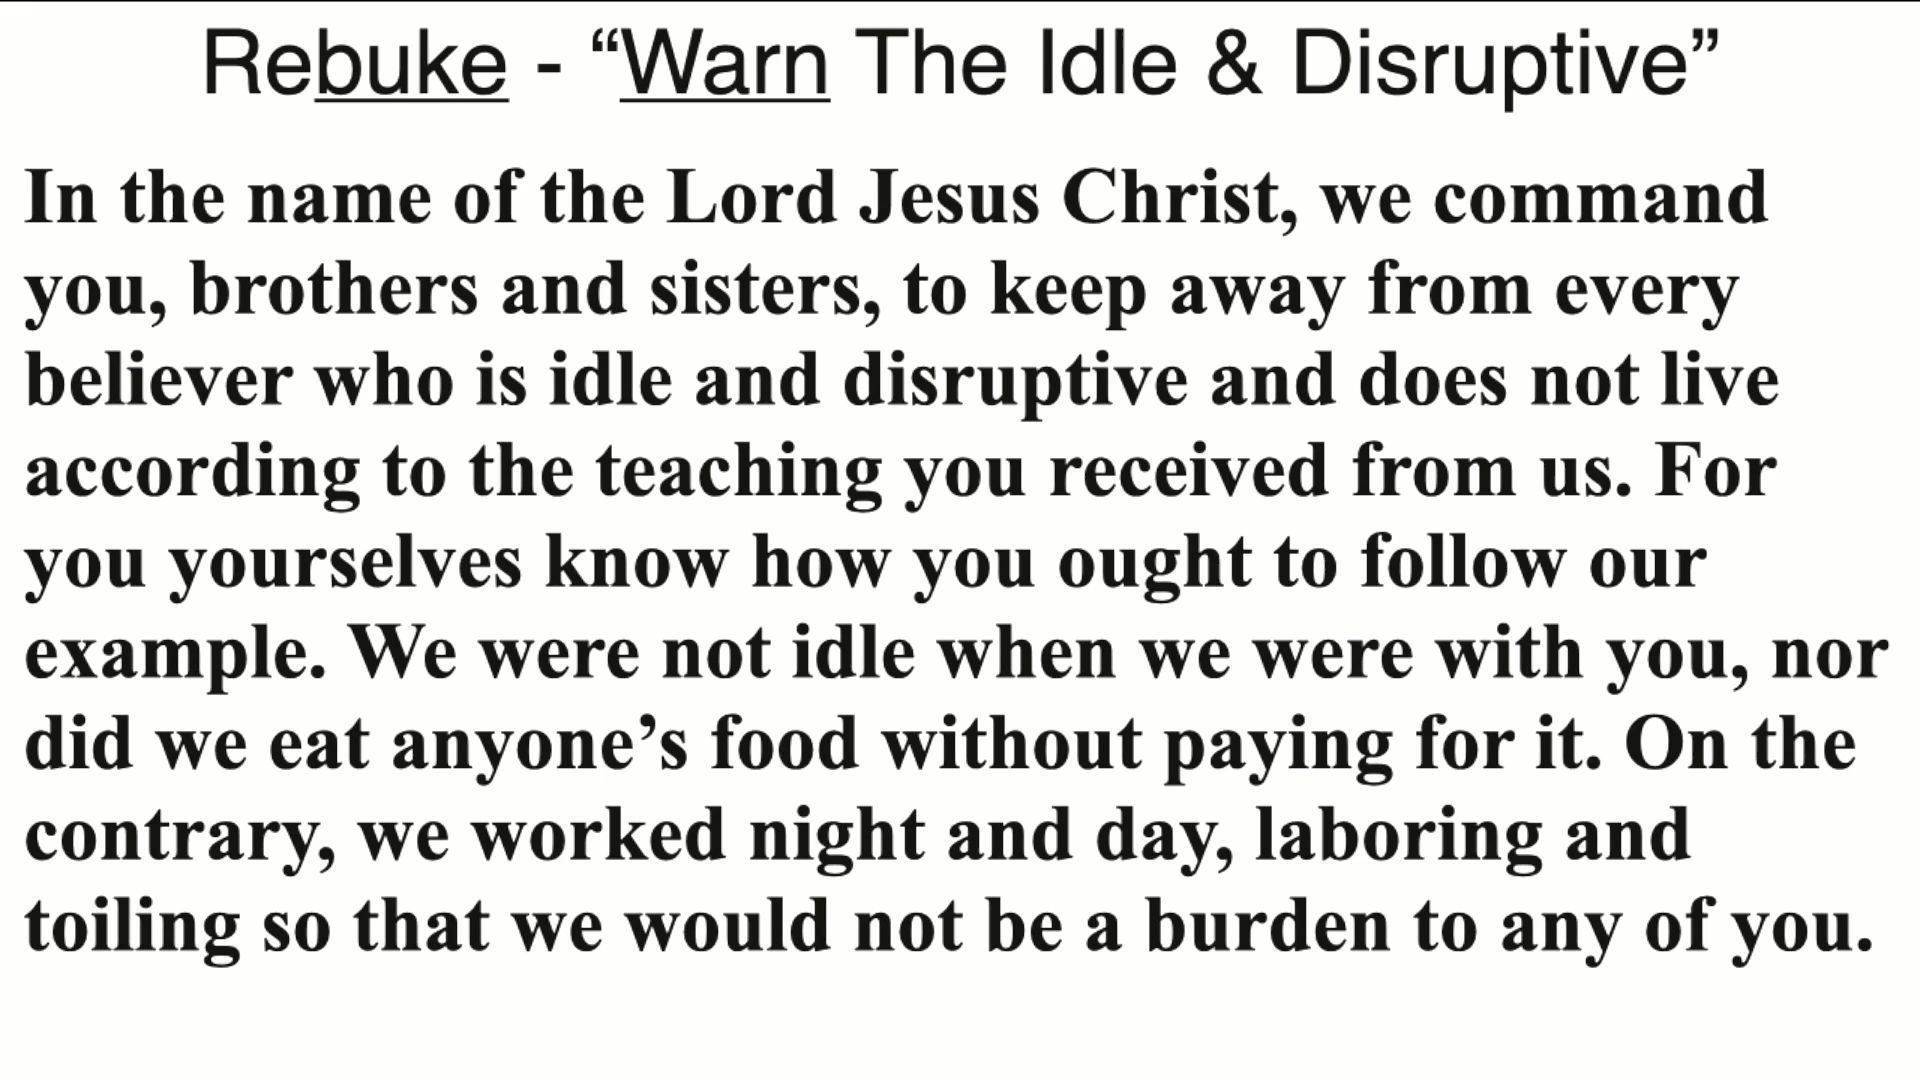 Rebuke - “Warn The Idle & Disruptive”
In the name of the Lord Jesus Christ, we command
you, brothers and sisters, to keep away from every
believer who is idle and disruptive and does not live
according to the teaching you received from us. For
you yourselves know how you ought to follow our
example. We were not idle when we were with you, nor
did we eat anyone’s food without paying for it. On the
contrary, we worked night and day, laboring and
toiling so that we would not be a burden to any of you.